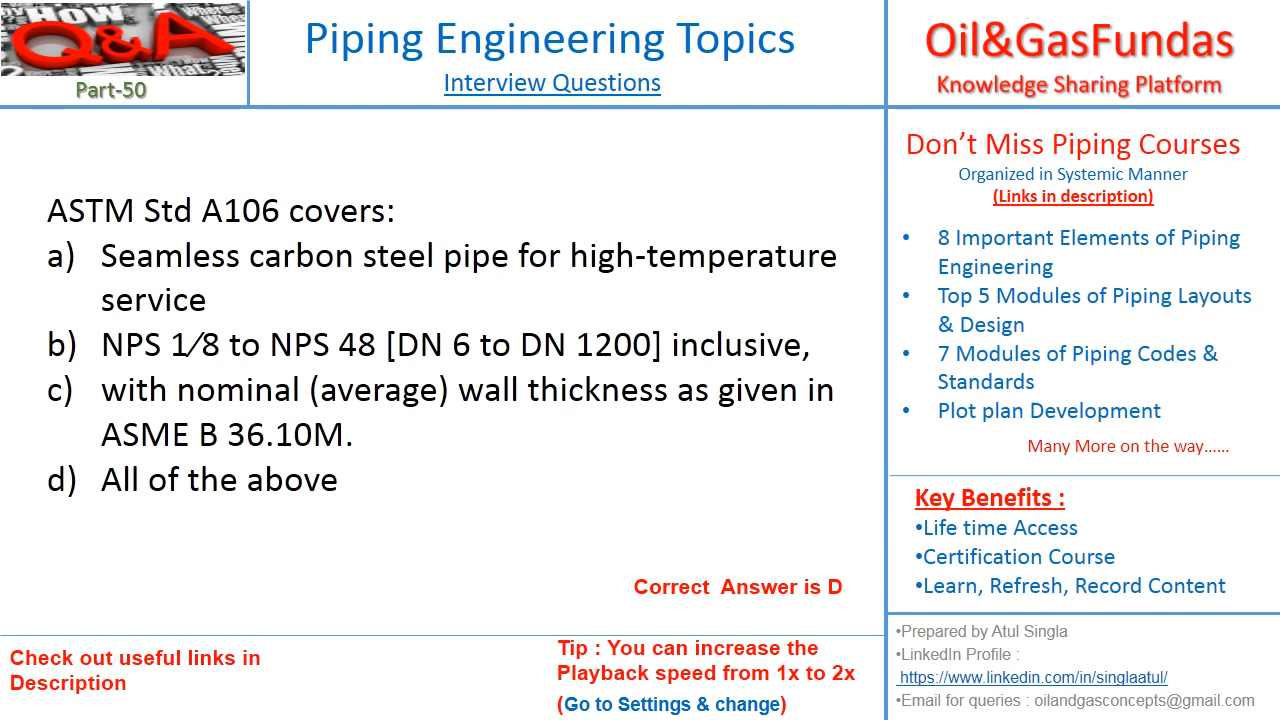 Q&A
Part-50
Piping Engineering Topics
Interview Questions
Oil&GasFundas
Knowledge Sharing Platform
ASTM Std A106 covers:
a) Seamless carbon steel pipe for high-temperature
service
b) NPS 1⁄8 to NPS 48 [DN 6 to DN 1200] inclusive,
c) with nominal (average) wall thickness as given in
ASME B 36.10M.
d) All of the above
Correct Answer is D
Check out useful links in
Description
Tip : You can increase the
Playback speed from 1x to 2x
(Go to Settings & change)
Don’t Miss Piping Courses
Organized in Systemic Manner
(Links in description)
• 8 Important Elements of Piping
Engineering
• Top 5 Modules of Piping Layouts
& Design
• 7 Modules of Piping Codes &
Standards
• Plot plan Development
Many More on the way……
Key Benefits :
•Life time Access
•Certification Course
•Learn, Refresh, Record Content
•Prepared by Atul Singla
•LinkedIn Profile :
https://www.linkedin.com/in/singlaatul/
•Email for queries : oilandgasconcepts@gmail.com